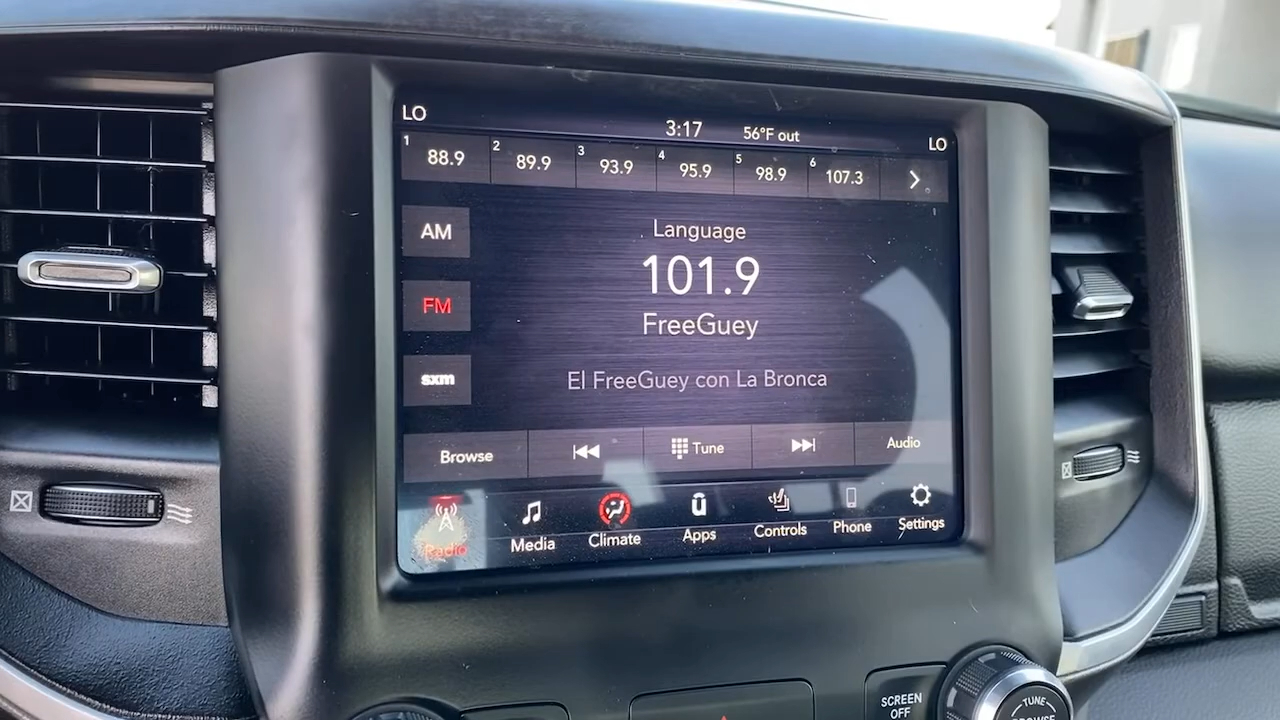 LO
3:17 56°F out
LO
1 88.9 2 89.9 3 93.9 4 95.9 5 98.9 6 107.3
AM
Language
101.9
FM
FreeGuey
sxm
El FreeGuey con La Bronca
Browse Tune Audio
Radio Media Climate Apps Controls Phone Settings
SCREEN
OFF
TUNE
BROWSE